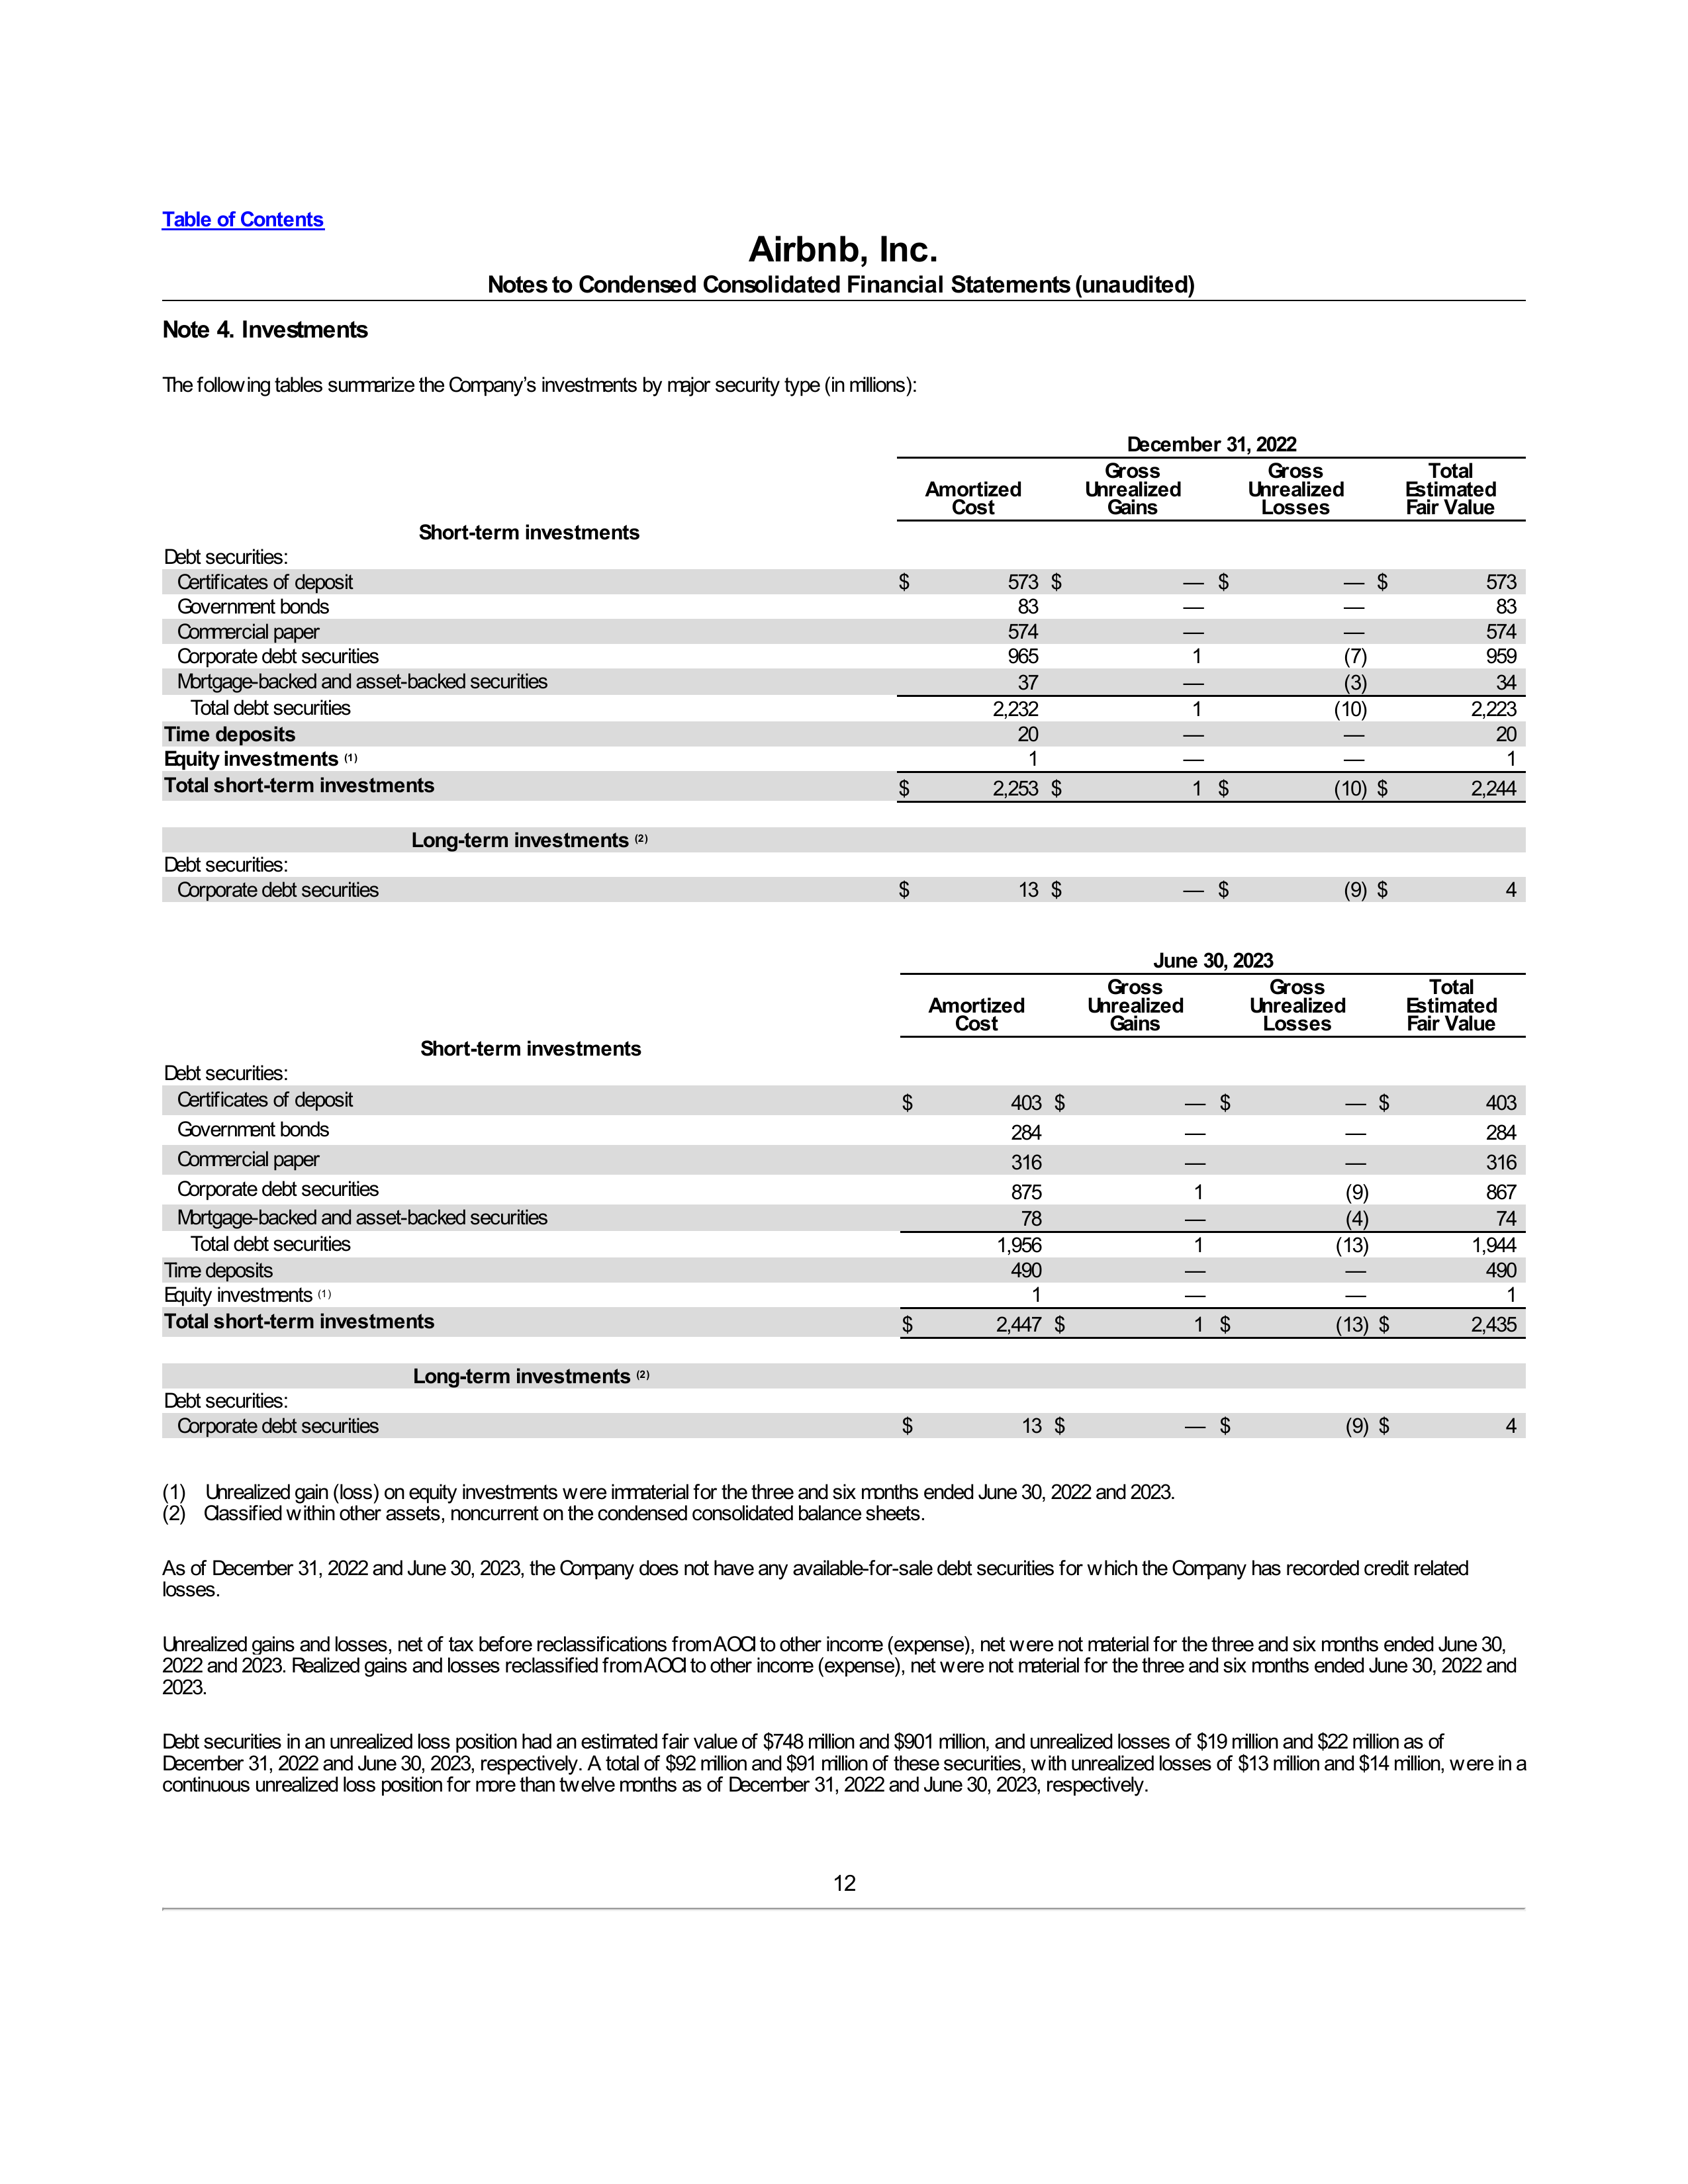 Table of Contents
Airbnb, Inc.
Notes to Condensed Consolidated Financial Statements (unaudited)
Note 4. Investments
The following tables summarize the Company's investments by major security type (in millions):
December 31, 2022
Amortized Cost Gross Unrealized Gains Gross Unrealized Losses Total Estimated Fair Value
Short-term investments
Debt securities:
Certificates of deposit $ 573 $ — $ — $ 573
Government bonds 83 — — 83
Commercial paper 574 — — 574
Corporate debt securities 965 1 (7) 959
Mortgage-backed and asset-backed securities 37 — (3) 34
Total debt securities 2,232 1 (10) 2,223
Time deposits 20 — — 20
Equity investments (1) 1 — — 1
Total short-term investments $ 2,253 $ 1 $ (10) $ 2,244
Long-term investments (2)
Debt securities:
Corporate debt securities $ 13 $ — $ (9) $ 4
June 30, 2023
Amortized Cost Gross Unrealized Gains Gross Unrealized Losses Total Estimated Fair Value
Short-term investments
Debt securities:
Certificates of deposit $ 403 $ — $ — $ 403
Government bonds 284 — — 284
Commercial paper 316 — — 316
Corporate debt securities 875 1 (9) 867
Mortgage-backed and asset-backed securities 78 — (4) 74
Total debt securities 1,956 1 (13) 1,944
Time deposits 490 — — 490
Equity investments (1) 1 — — 1
Total short-term investments $ 2,447 $ 1 $ (13) $ 2,435
Long-term investments (2)
Debt securities:
Corporate debt securities $ 13 $ — $ (9) $ 4
(1) Unrealized gain (loss) on equity investments were immaterial for the three and six months ended June 30, 2022 and 2023.
(2) Classified within other assets, noncurrent on the condensed consolidated balance sheets.
As of December 31, 2022 and June 30, 2023, the Company does not have any available-for-sale debt securities for which the Company has recorded credit related
losses.
Unrealized gains and losses, net of tax before reclassifications from AOCI to other income (expense), net were not material for the three and six months ended June 30,
2022 and 2023. Realized gains and losses reclassified from AOCI to other income (expense), net were not material for the three and six months ended June 30, 2022 and
2023.
Debt securities in an unrealized loss position had an estimated fair value of $748 million and $901 million, and unrealized losses of $19 million and $22 million as of
December 31, 2022 and June 30, 2023, respectively. A total of $92 million and $91 million of these securities, with unrealized losses of $13 million and $14 million, were in a
continuous unrealized loss position for more than twelve months as of December 31, 2022 and June 30, 2023, respectively.
12